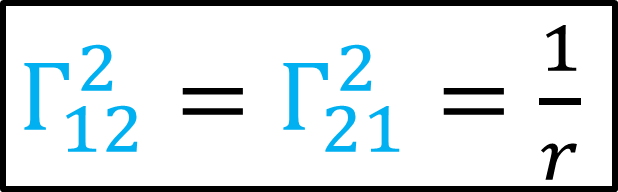 Γ²₁₂ = Γ²₂₁ = 1/r